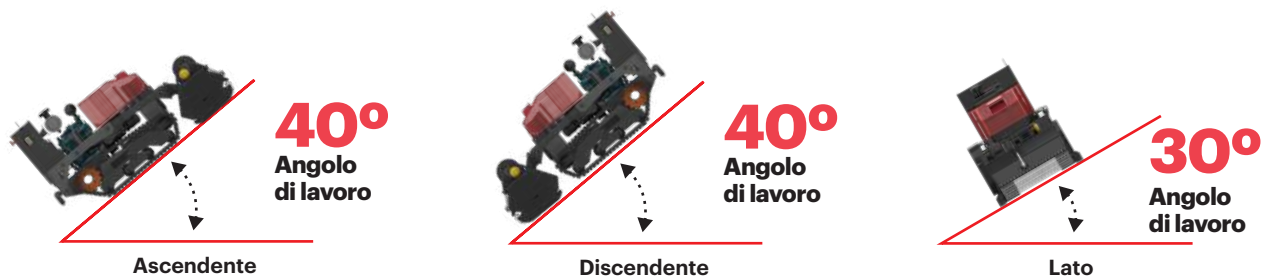 40º
Angolo
di lavoro
Ascendente
40º
Angolo
di lavoro
Discendente
30º
Angolo
di lavoro
Lato